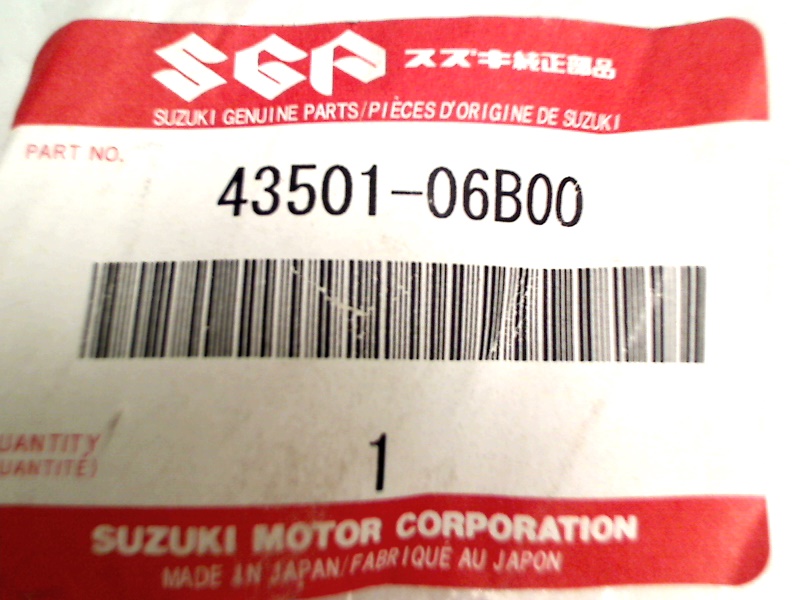 SGP スズキ純正部品
SUZUKI GENUINE PARTS/PIÈCES D'ORIGINE DE SUZUKI
PART NO.
43501-06B00
UANTITY
UANTITÉ)
1
SUZUKI MOTOR CORPORATION
MADE IN JAPAN/FABRIQUÉ AU JAPON